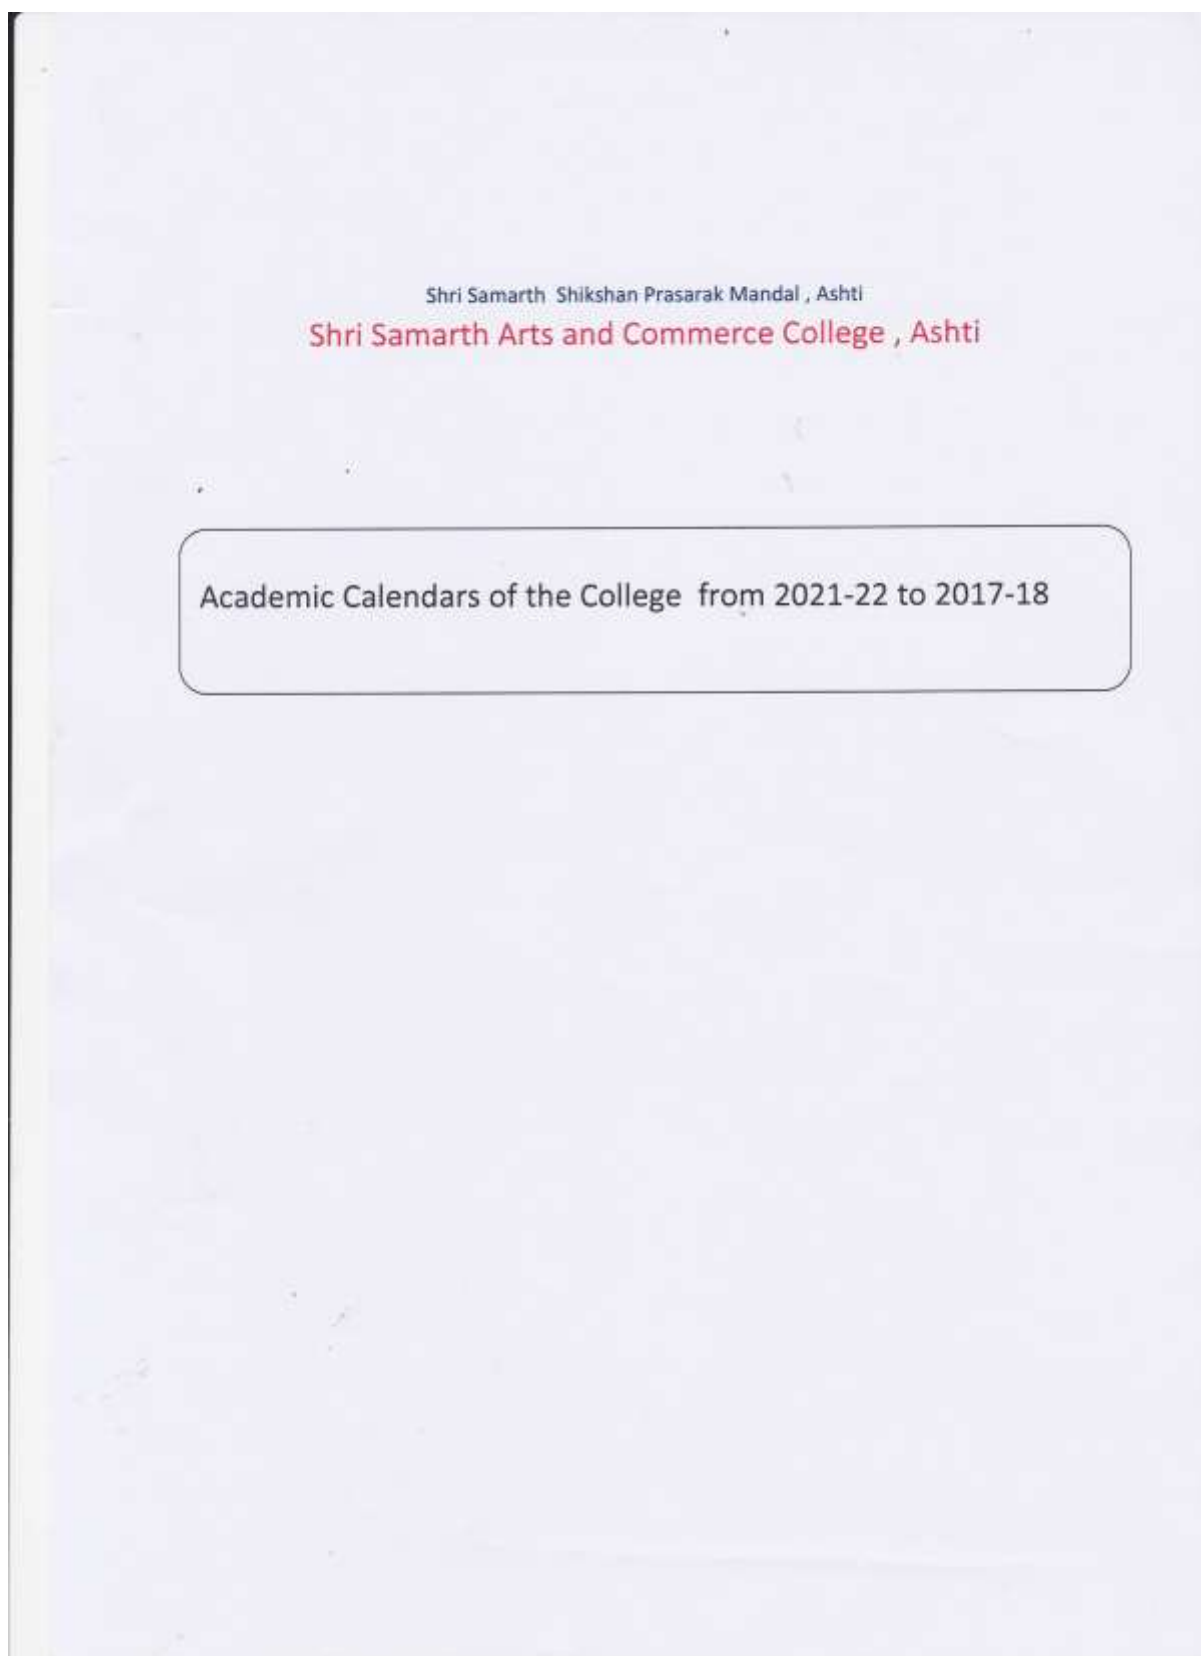 Shri Samarth Shikshan Prasarak Mandal , Ashti
Shri Samarth Arts and Commerce College , Ashti
Academic Calendars of the College from 2021-22 to 2017-18